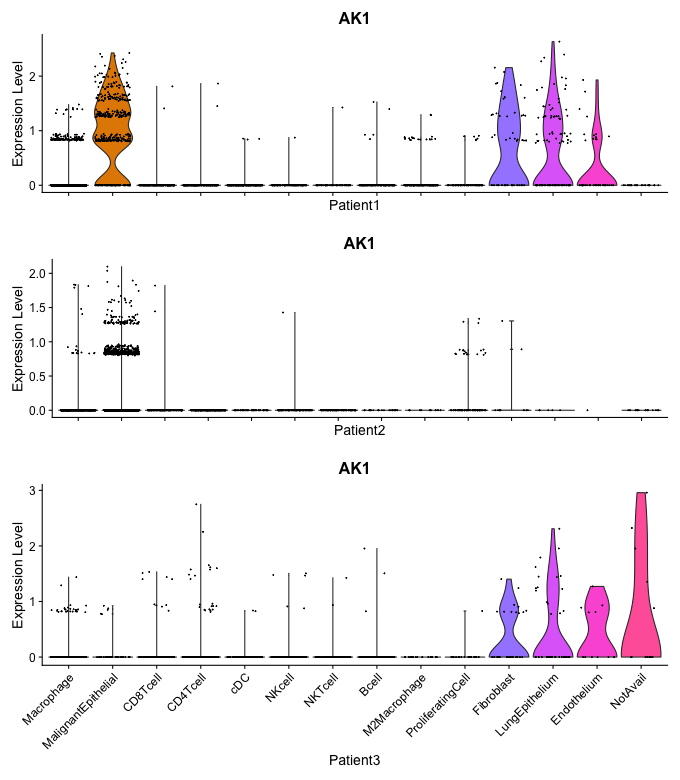 AK1
Expression Level
2
1
0
Patient1
AK1
Expression Level
2.0
1.5
1.0
0.5
0.0
Patient2
AK1
Expression Level
3
2
1
0
Macrophage
MalignantEpithelial
CD8Tcell
CD4Tcell
cDC
NKcell
NKTcell
Bcell
M2Macrophage
ProliferatingCell
Fibroblast
LungEpithelium
Endothelium
NotAvail
Patient3